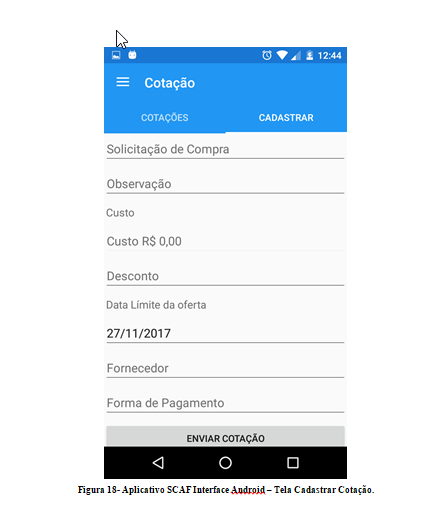 12:44
Cotação
COTAÇÕES CADASTRAR
Solicitação de Compra
Observação
Custo
Custo R$ 0,00
Desconto
Data Límite da oferta
27/11/2017
Fornecedor
Forma de Pagamento
ENVIAR COTAÇÃO
Figura 18- Aplicativo SCAF Interface Android – Tela Cadastrar Cotação.